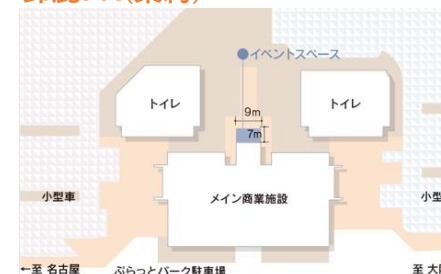 イベントスペース
トイレ
トイレ
9m
7m
メイン商業施設
小型車
小型
←至 名古屋
ぷらっとパーク駐車場
至 大